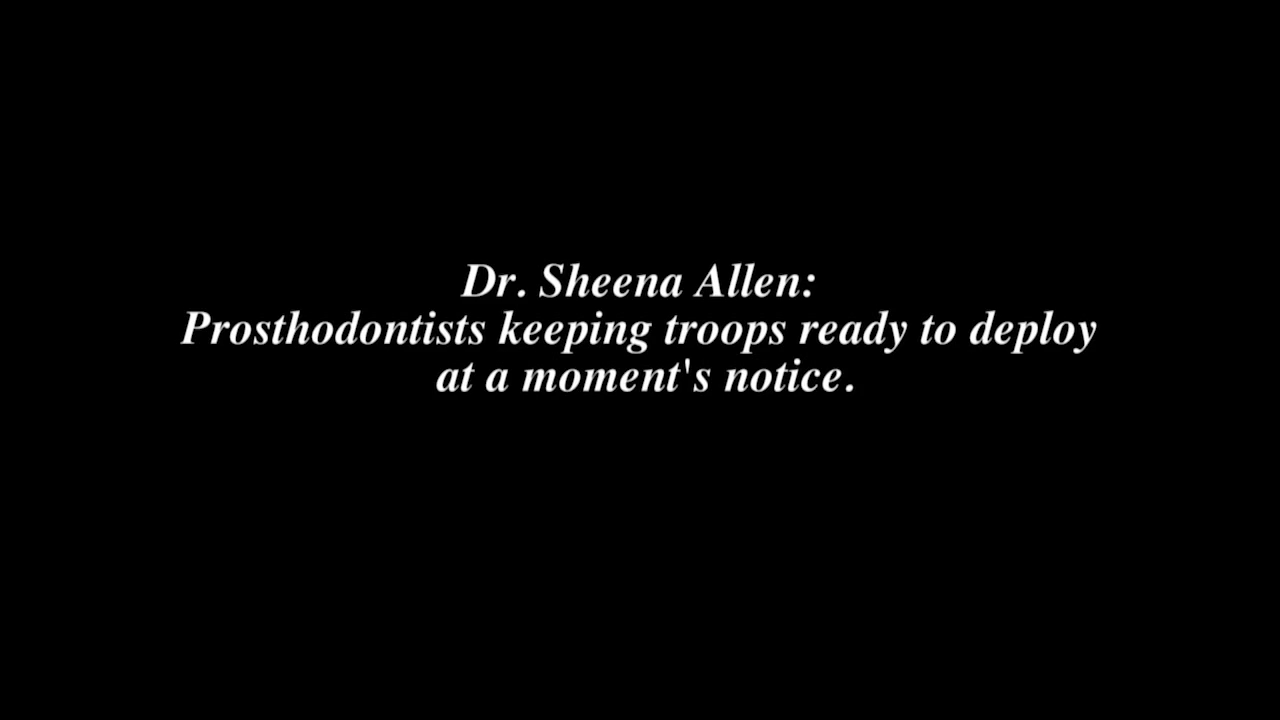 Dr. Sheena Allen:
Prosthodontists keeping troops ready to deploy
at a moment's notice.